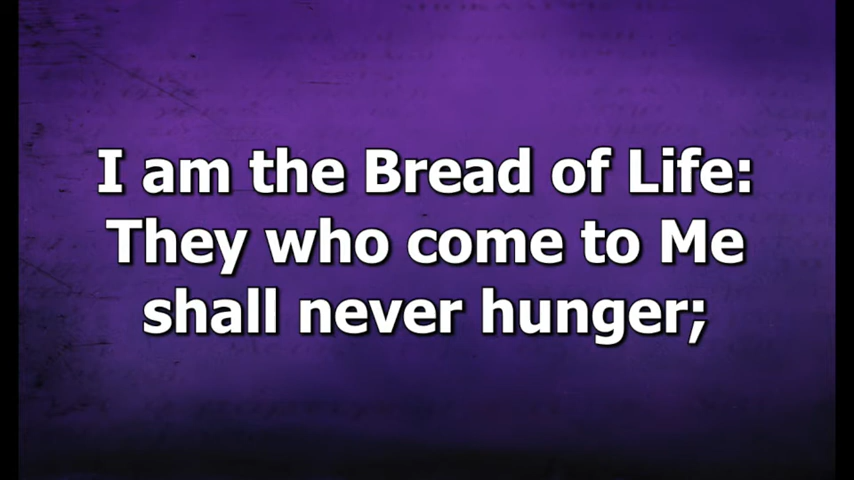 I am the Bread of Life:
They who come to Me
shall never hunger;